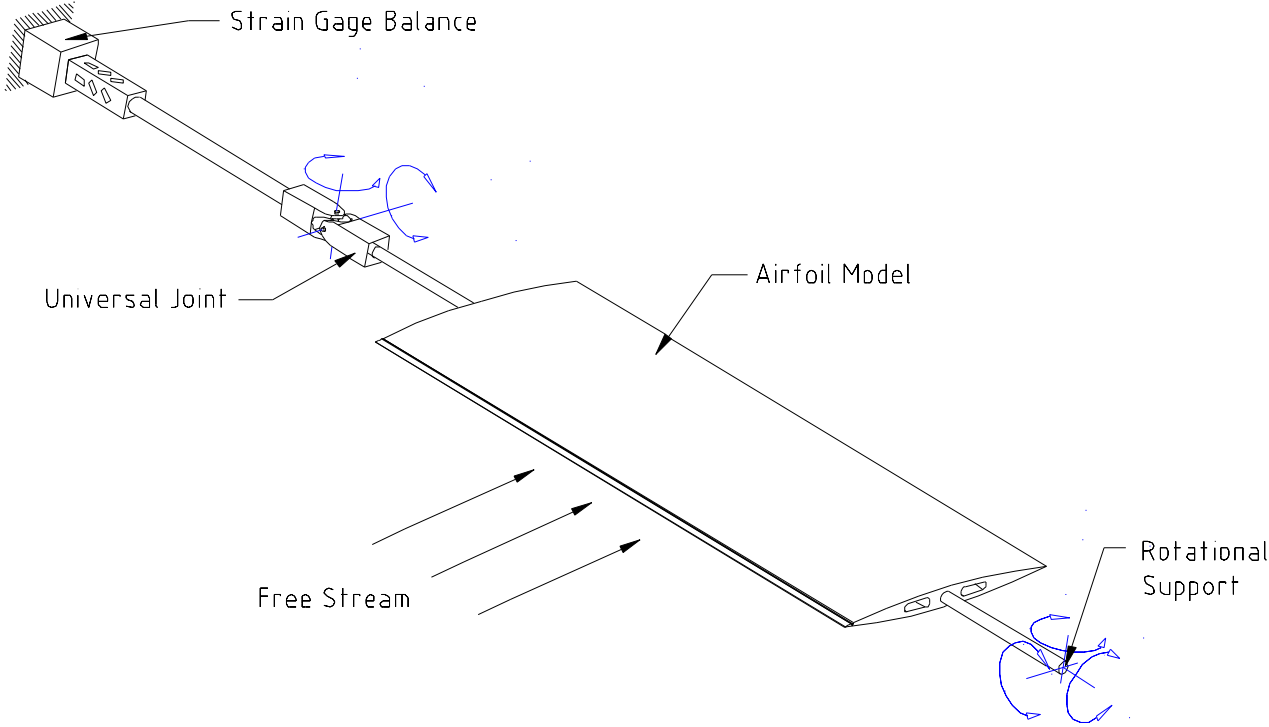 Strain Gage Balance
Universal Joint
Airfoil Model
Free Stream
Rotational
Support